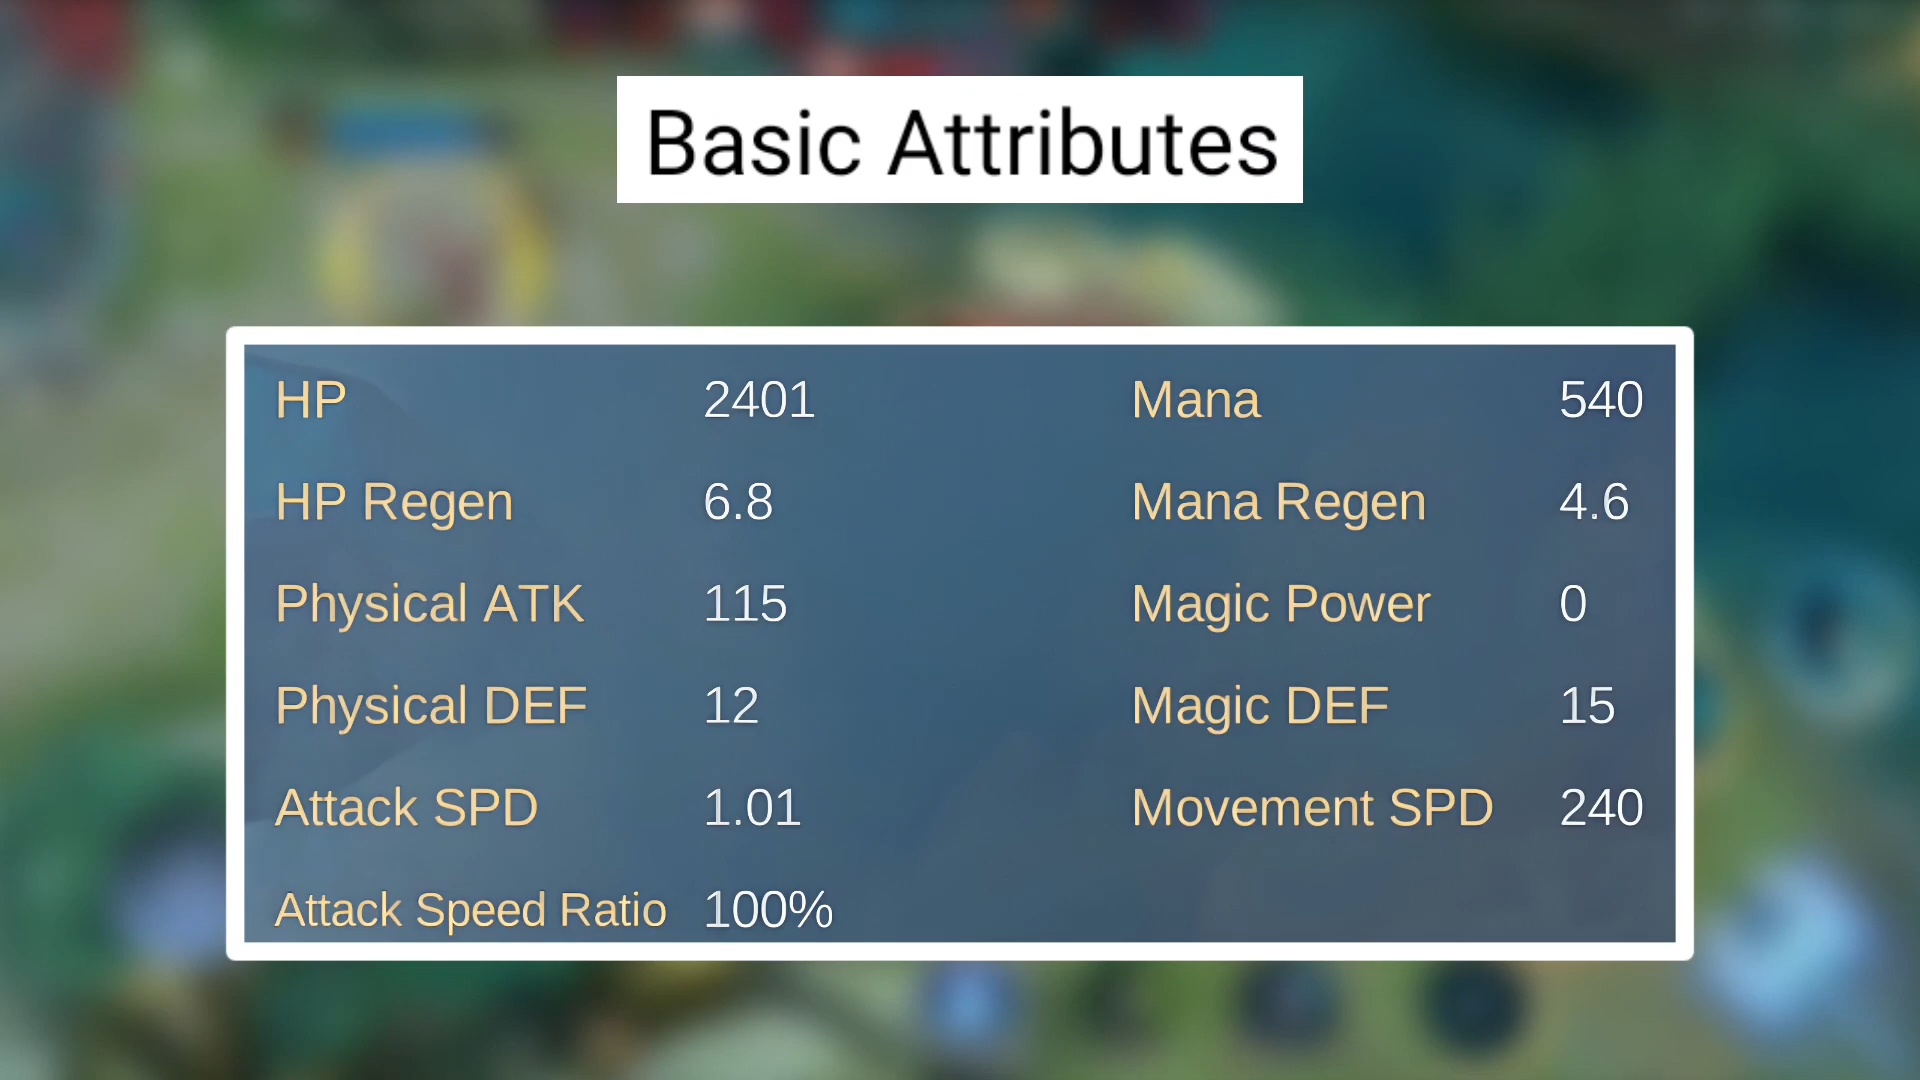 Basic Attributes
HP 2401 Mana 540
HP Regen 6.8 Mana Regen 4.6
Physical ATK 115 Magic Power 0
Physical DEF 12 Magic DEF 15
Attack SPD 1.01 Movement SPD 240
Attack Speed Ratio 100%